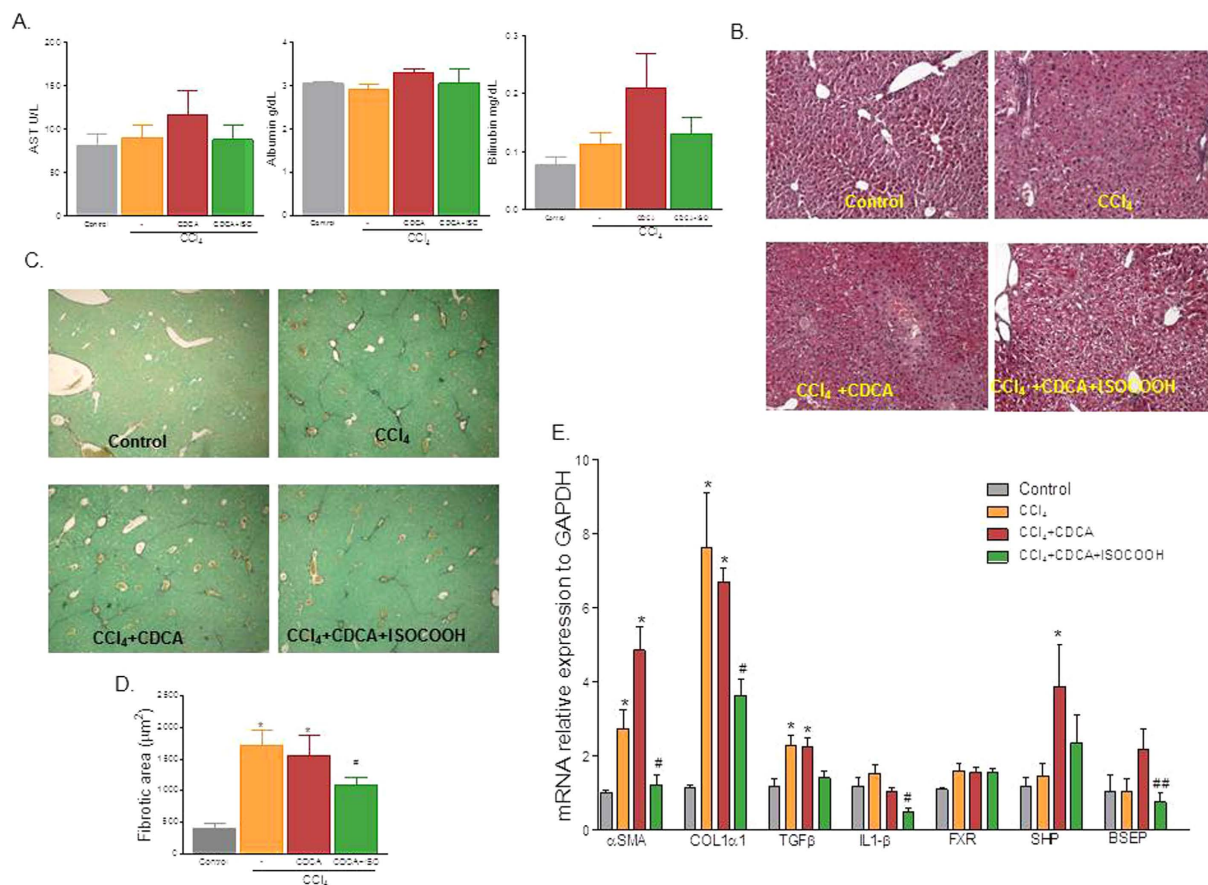 A.
AST U/L
200
150
100
50
0
Control
-
CDCA
CDCA+ISO
CCl₄
Albumin g/dL
4
3
2
1
0
Control
-
CDCA
CDCA+ISO
CCl₄
Bilirubin mg/dL
0.3
0.2
0.1
0.0
Control
-
CDCA
CDCA+ISO
CCl₄
B.
Control
CCl₄
CCl₄ +CDCA
CCl₄ +CDCA+ISOCOOH
C.
Control
CCl₄
CCl₄+CDCA
CCl₄+CDCA+ISOCOOH
D.
Fibrotic area (µm²)
2500
2000
1500
1000
500
0
* * #
Control
-
CDCA
CDCA+ISO
CCl₄
E.
mRNA relative expression to GAPDH
10
8
6
4
2
0
Control
CCl₄
CCl₄+CDCA
CCl₄+CDCA+ISOCOOH
* * # * * # * * # * ##
αSMA COL1α1 TGFβ IL1-β FXR SHP BSEP